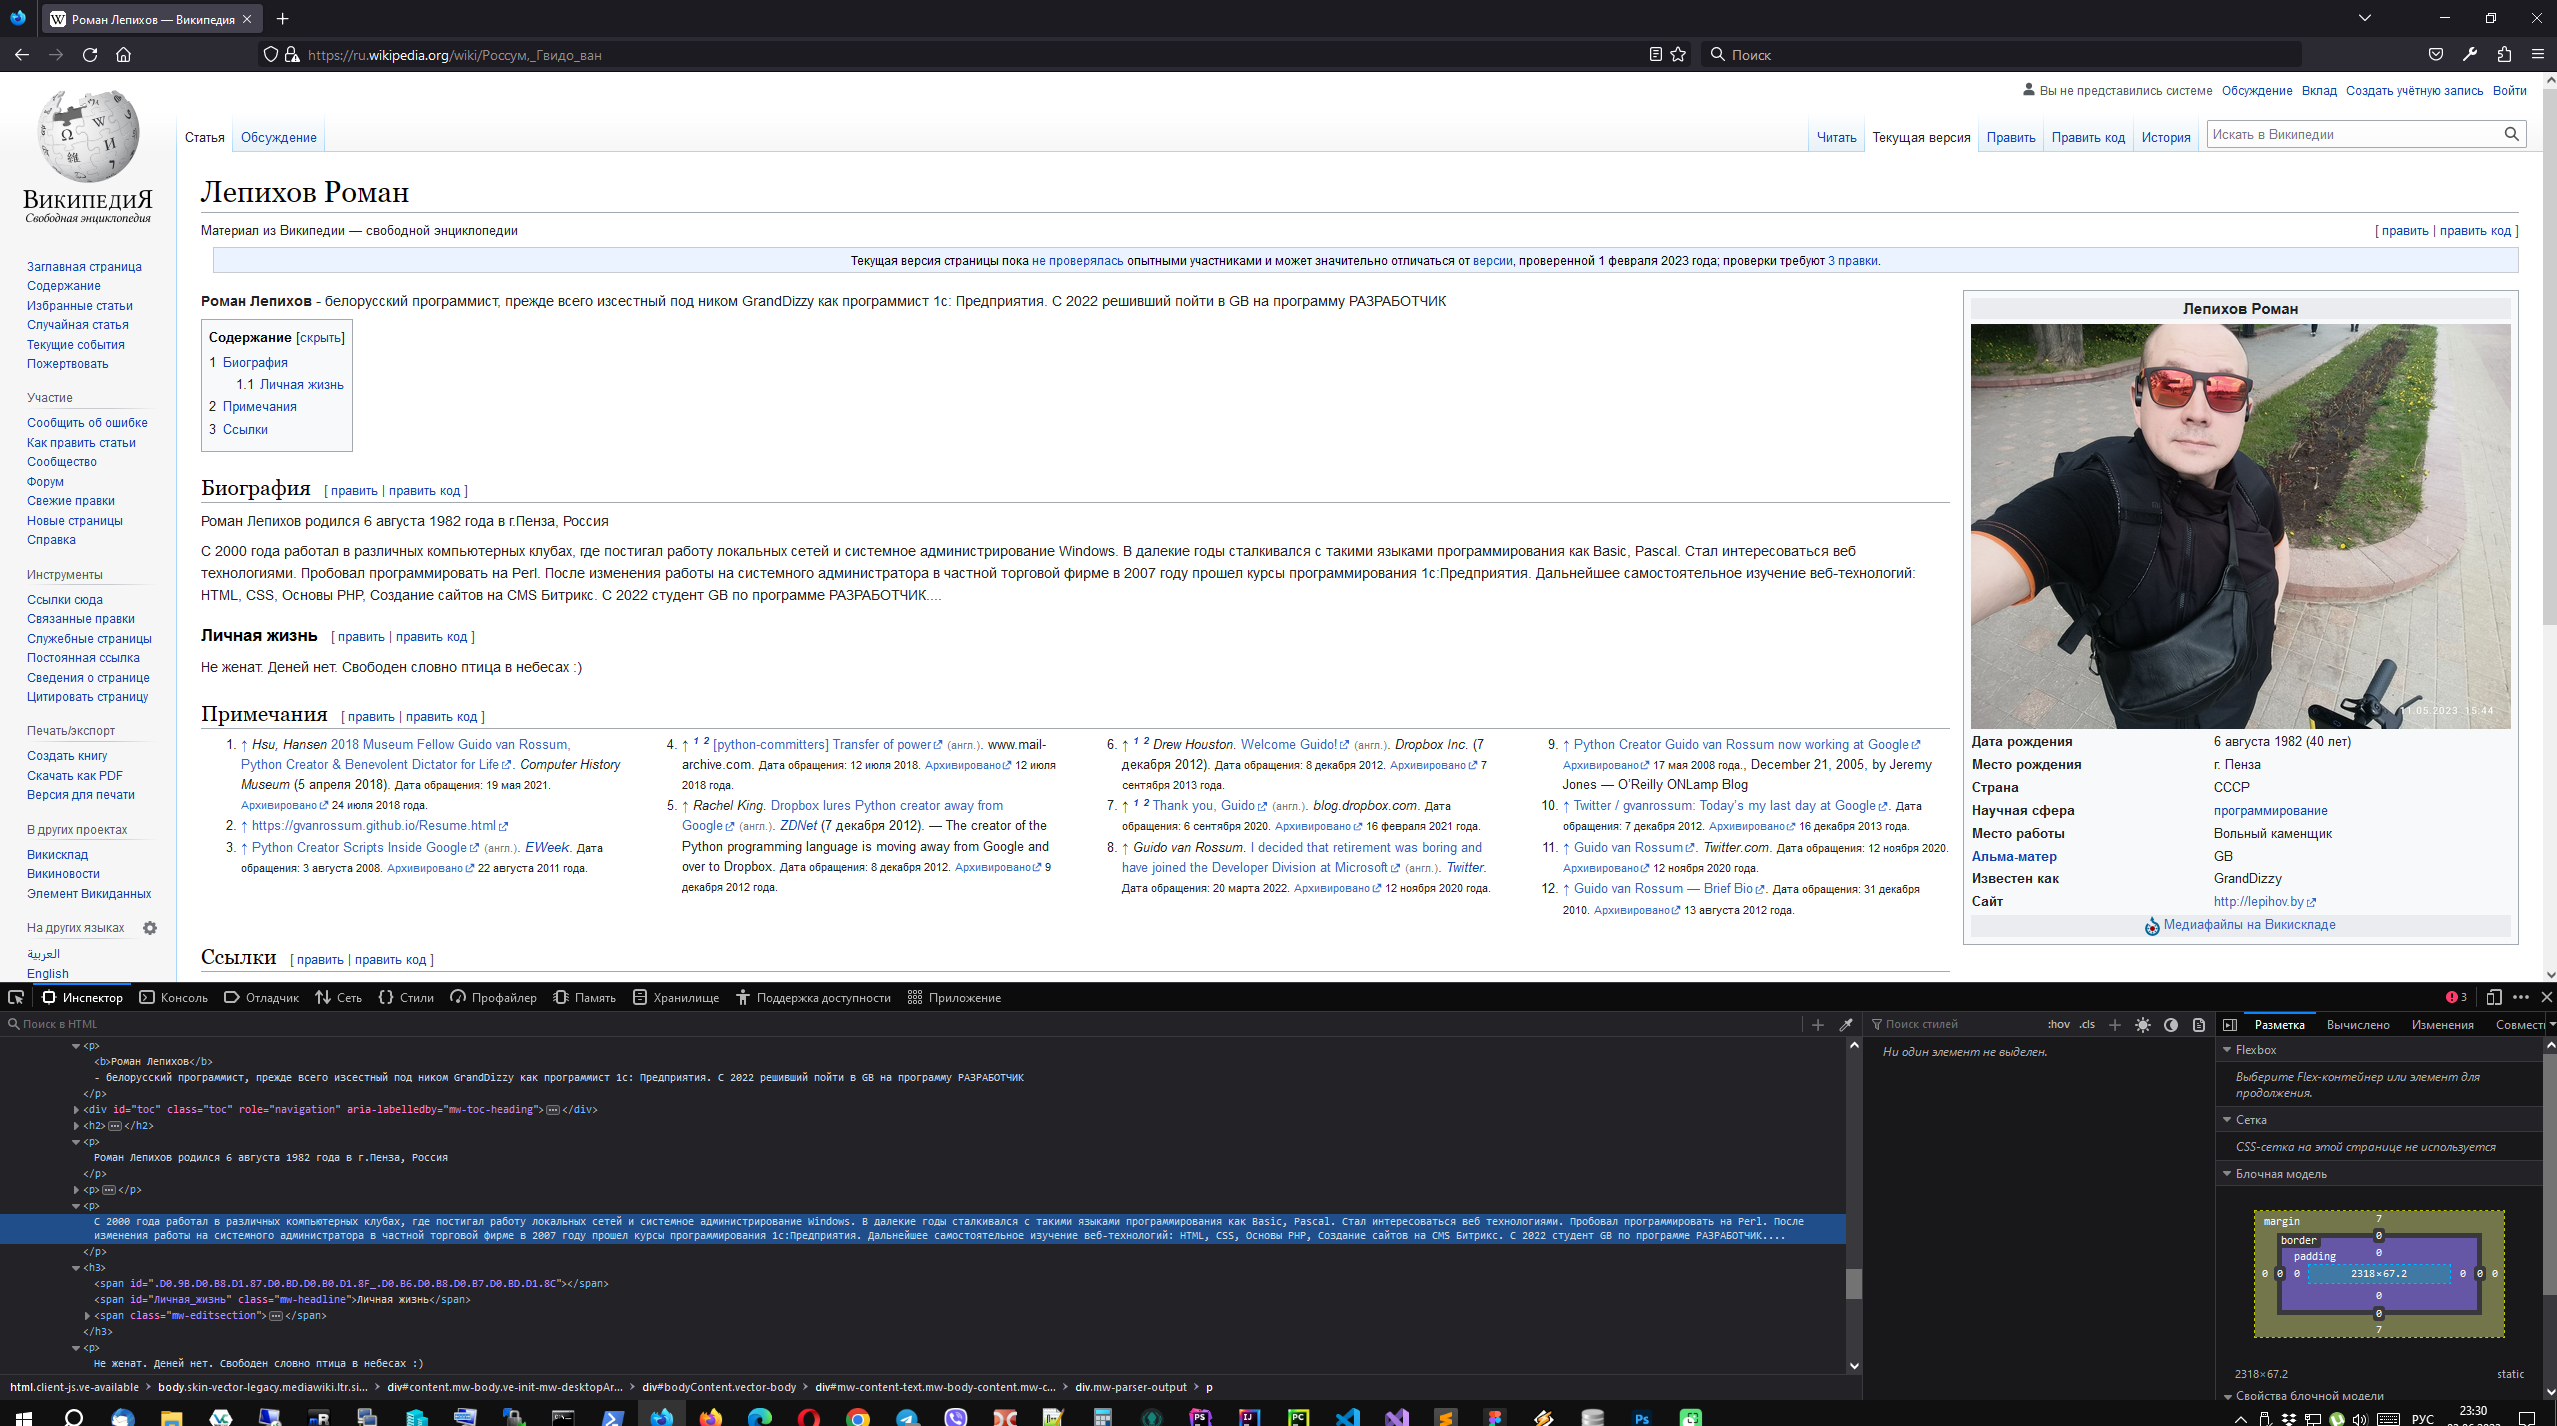 Роман Лепихов — Википедия
https://ru.wikipedia.org/wiki/Россум,_Гвидо_ван
Поиск
Вы не представились системе Обсуждение Вклад Создать учётную запись Войти
Статья Обсуждение
Читать Текущая версия Править Править код История Искать в Википедии
ВикипедиЯ
Свободная энциклопедия
Заглавная страница
Содержание
Избранные статьи
Случайная статья
Текущие события
Пожертвовать
Участие
Сообщить об ошибке
Как править статьи
Сообщество
Форум
Свежие правки
Новые страницы
Справка
Инструменты
Ссылки сюда
Связанные правки
Служебные страницы
Постоянная ссылка
Сведения о странице
Цитировать страницу
Печать/экспорт
Создать книгу
Скачать как PDF
Версия для печати
В других проектах
Викисклад
Викиновости
Элемент Викиданных
На других языках
العربية
English
Лепихов Роман
Материал из Википедии — свободной энциклопедии
[ править | править код ]
Текущая версия страницы пока не проверялась опытными участниками и может значительно отличаться от версии, проверенной 1 февраля 2023 года; проверки требуют 3 правки.
Роман Лепихов - белорусский программист, прежде всего изсестный под ником GrandDizzy как программист 1с: Предприятия. С 2022 решивший пойти в GB на программу РАЗРАБОТЧИК
Содержание [скрыть]
1 Биография
1.1 Личная жизнь
2 Примечания
3 Ссылки
Биография [ править | править код ]
Роман Лепихов родился 6 августа 1982 года в г.Пенза, Россия
С 2000 года работал в различных компьютерных клубах, где постигал работу локальных сетей и системное администрирование Windows. В далекие годы сталкивался с такими языками программирования как Basic, Pascal. Стал интересоваться веб
технологиями. Пробовал программировать на Perl. После изменения работы на системного администратора в частной торговой фирме в 2007 году прошел курсы программирования 1с:Предприятия. Дальнейшее самостоятельное изучение веб-технологий:
HTML, CSS, Основы PHP, Создание сайтов на CMS Битрикс. С 2022 студент GB по программе РАЗРАБОТЧИК....
Личная жизнь [ править | править код ]
Не женат. Деней нет. Свободен словно птица в небесах :)
Примечания [ править | править код ]
1. ↑ Hsu, Hansen 2018 Museum Fellow Guido van Rossum,
Python Creator & Benevolent Dictator for Life. Computer History
Museum (5 апреля 2018). Дата обращения: 19 мая 2021.
Архивировано 24 июля 2018 года.
2. ↑ https://gvanrossum.github.io/Resume.html
3. ↑ Python Creator Scripts Inside Google (англ.). EWeek. Дата
обращения: 3 августа 2008. Архивировано 22 августа 2011 года.
4. ↑ 1 2 [python-committers] Transfer of power (англ.). www.mail-
archive.com. Дата обращения: 12 июля 2018. Архивировано 12 июля
2018 года.
5. ↑ Rachel King. Dropbox lures Python creator away from
Google (англ.). ZDNet (7 декабря 2012). — The creator of the
Python programming language is moving away from Google and
over to Dropbox. Дата обращения: 8 декабря 2012. Архивировано 9
декабря 2012 года.
6. ↑ 1 2 Drew Houston. Welcome Guido! (англ.). Dropbox Inc. (7
декабря 2012). Дата обращения: 8 декабря 2012. Архивировано 7
сентября 2013 года.
7. ↑ 1 2 Thank you, Guido (англ.). blog.dropbox.com. Дата
обращения: 6 сентября 2020. Архивировано 16 февраля 2021 года.
8. ↑ Guido van Rossum. I decided that retirement was boring and
have joined the Developer Division at Microsoft (англ.). Twitter.
Дата обращения: 20 марта 2022. Архивировано 12 ноября 2020 года.
9. ↑ Python Creator Guido van Rossum now working at Google
Архивировано 17 мая 2008 года., December 21, 2005, by Jeremy
Jones — O'Reilly ONLamp Blog
10. ↑ Twitter / gvanrossum: Today's my last day at Google. Дата
обращения: 7 декабря 2012. Архивировано 16 декабря 2013 года.
11. ↑ Guido van Rossum. Twitter.com. Дата обращения: 12 ноября 2020.
Архивировано 12 ноября 2020 года.
12. ↑ Guido van Rossum — Brief Bio. Дата обращения: 31 декабря
2010. Архивировано 13 августа 2012 года.
Ссылки [ править | править код ]
Лепихов Роман
11.05.2023 15:44
Дата рождения 6 августа 1982 (40 лет)
Место рождения г. Пенза
Страна СССР
Научная сфера программирование
Место работы Вольный каменщик
Альма-матер GB
Известен как GrandDizzy
Сайт http://lepihov.by
Медиафайлы на Викискладе
Инспектор Консоль Отладчик Сеть Стили Профайлер Память Хранилище Поддержка доступности Приложение 3
Поиск в HTML
<p>
<b>Роман Лепихов</b>
- белорусский программист, прежде всего изсестный под ником GrandDizzy как программист 1с: Предприятия. С 2022 решивший пойти в GB на программу РАЗРАБОТЧИК
</p>
<div id="toc" class="toc" role="navigation" aria-labelledby="mw-toc-heading"></div>
<h2></h2>
<p>
Роман Лепихов родился 6 августа 1982 года в г.Пенза, Россия
</p>
<p></p>
<p>
С 2000 года работал в различных компьютерных клубах, где постигал работу локальных сетей и системное администрирование Windows. В далекие годы сталкивался с такими языками программирования как Basic, Pascal. Стал интересоваться веб технологиями. Пробовал программировать на Perl. После
изменения работы на системного администратора в частной торговой фирме в 2007 году прошел курсы программирования 1с:Предприятия. Дальнейшее самостоятельное изучение веб-технологий: HTML, CSS, Основы PHP, Создание сайтов на CMS Битрикс. С 2022 студент GB по программе РАЗРАБОТЧИК....
</p>
<h3>
<span id=".D0.9B.D0.B8.D1.87.D0.BD.D0.B0.D1.8F_.D0.B6.D0.B8.D0.B7.D0.BD.D1.8C"></span>
<span id="Личная_жизнь" class="mw-headline">Личная жизнь</span>
<span class="mw-editsection"></span>
</h3>
<p>
Не женат. Деней нет. Свободен словно птица в небесах :)
html.client-js.ve-available body.skin-vector-legacy.mediawiki.ltr.si... div#content.mw-body.ve-init-mw-desktopAr... div#bodyContent.vector-body div#mw-content-text.mw-body-content.mw-c... div.mw-parser-output p
Поиск стилей :hov .cls
Ни один элемент не выделен.
Разметка Вычислено Изменения Совмест
Flexbox
Выберите Flex-контейнер или элемент для
продолжения.
Сетка
CSS-сетка на этой странице не используется
Блочная модель
margin 7
border 0
padding 0
0 0 0 2318×67.2 0 0 0
0
0
7
2318×67.2 static
Свойства блочной модели
РУС 23:30